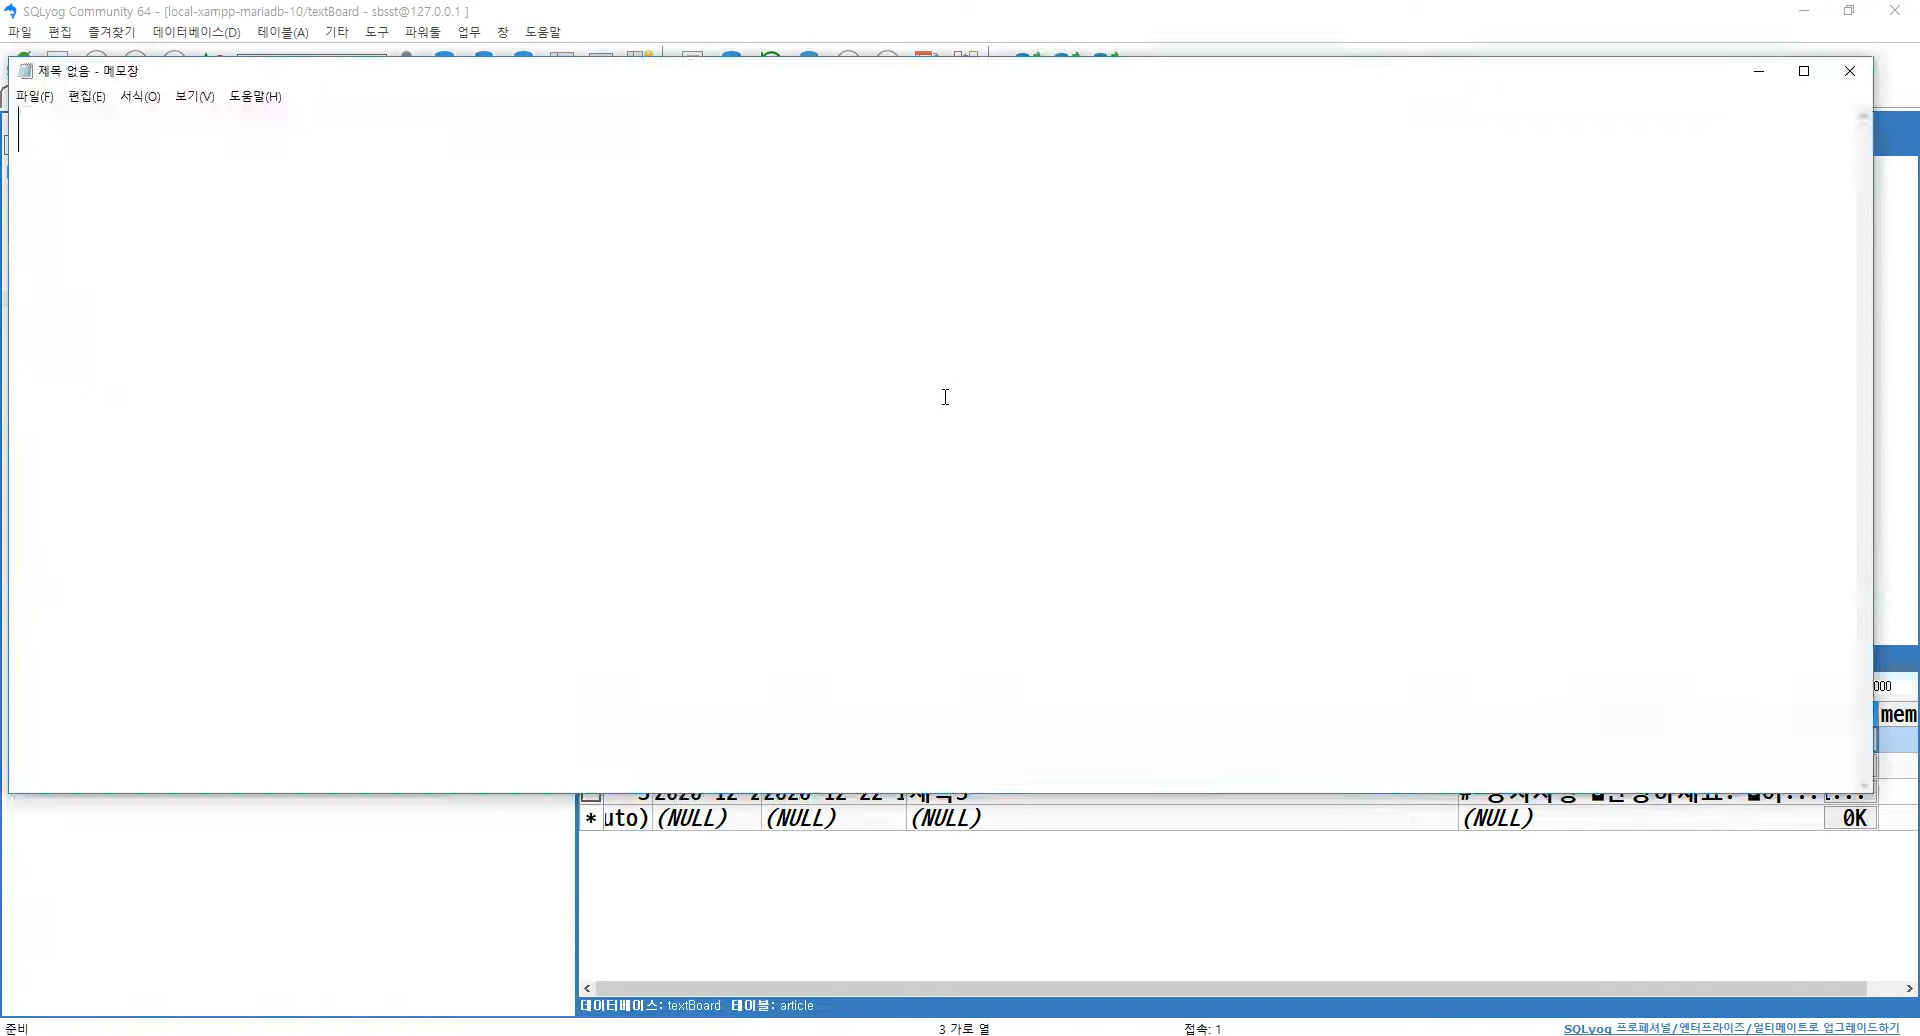 SQLyog Community 64 - [local-xampp-mariadb-10/textBoard - sbsst@127.0.0.1 ]
파일 편집 즐겨찾기 데이터베이스(D) 테이블(A) 기타 도구 파워툴 업무 창 도움말
제목 없음 - 메모장
파일(F) 편집(E) 서식(O) 보기(V) 도움말(H)
000
mem
* uto) (NULL) (NULL) (NULL) (NULL) 0K
데이터베이스: textBoard 테이블: article
준비 3 가로 열 접속: 1 SQLyog 프로페셔널/엔터프라이즈/얼티메이트로 업그레이드하기